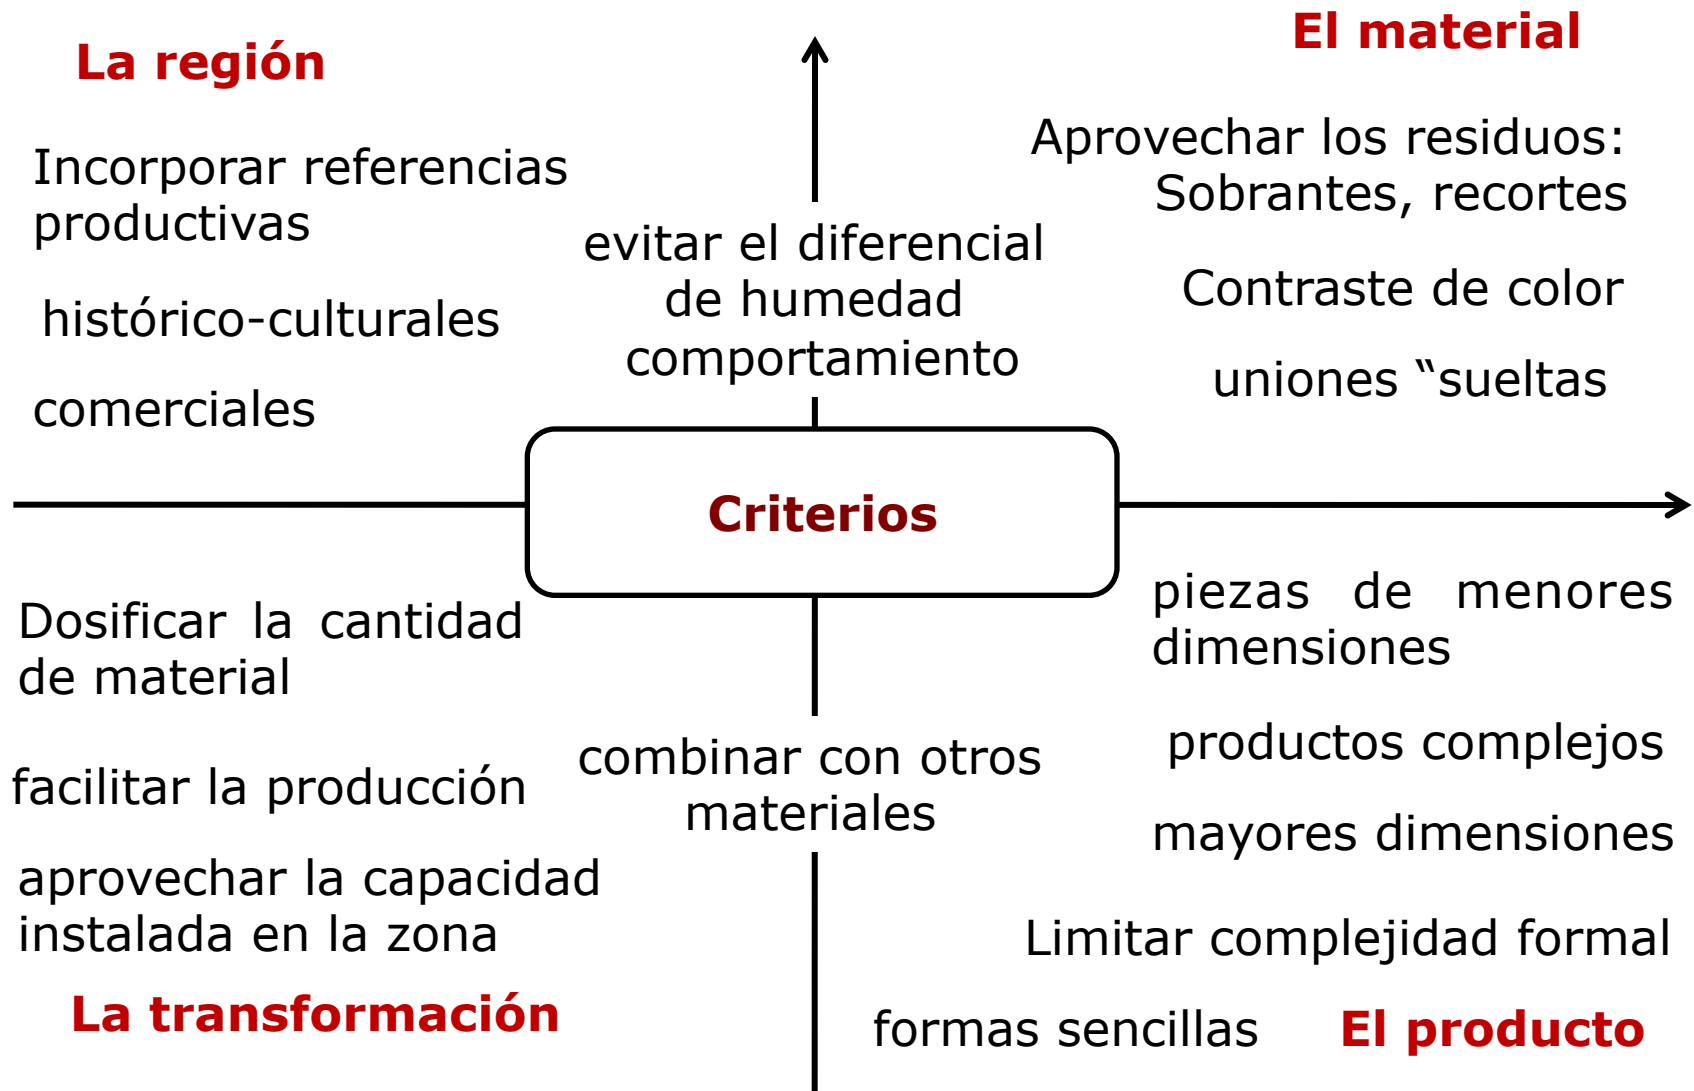 La región
Incorporar referencias
productivas
histórico-culturales
comerciales
evitar el diferencial
de humedad
comportamiento
El material
Aprovechar los residuos:
Sobrantes, recortes
Contraste de color
uniones “sueltas
Criterios
Dosificar la cantidad
de material
facilitar la producción
aprovechar la capacidad
instalada en la zona
La transformación
combinar con otros
materiales
piezas de menores
dimensiones
productos complejos
mayores dimensiones
Limitar complejidad formal
formas sencillas
El producto